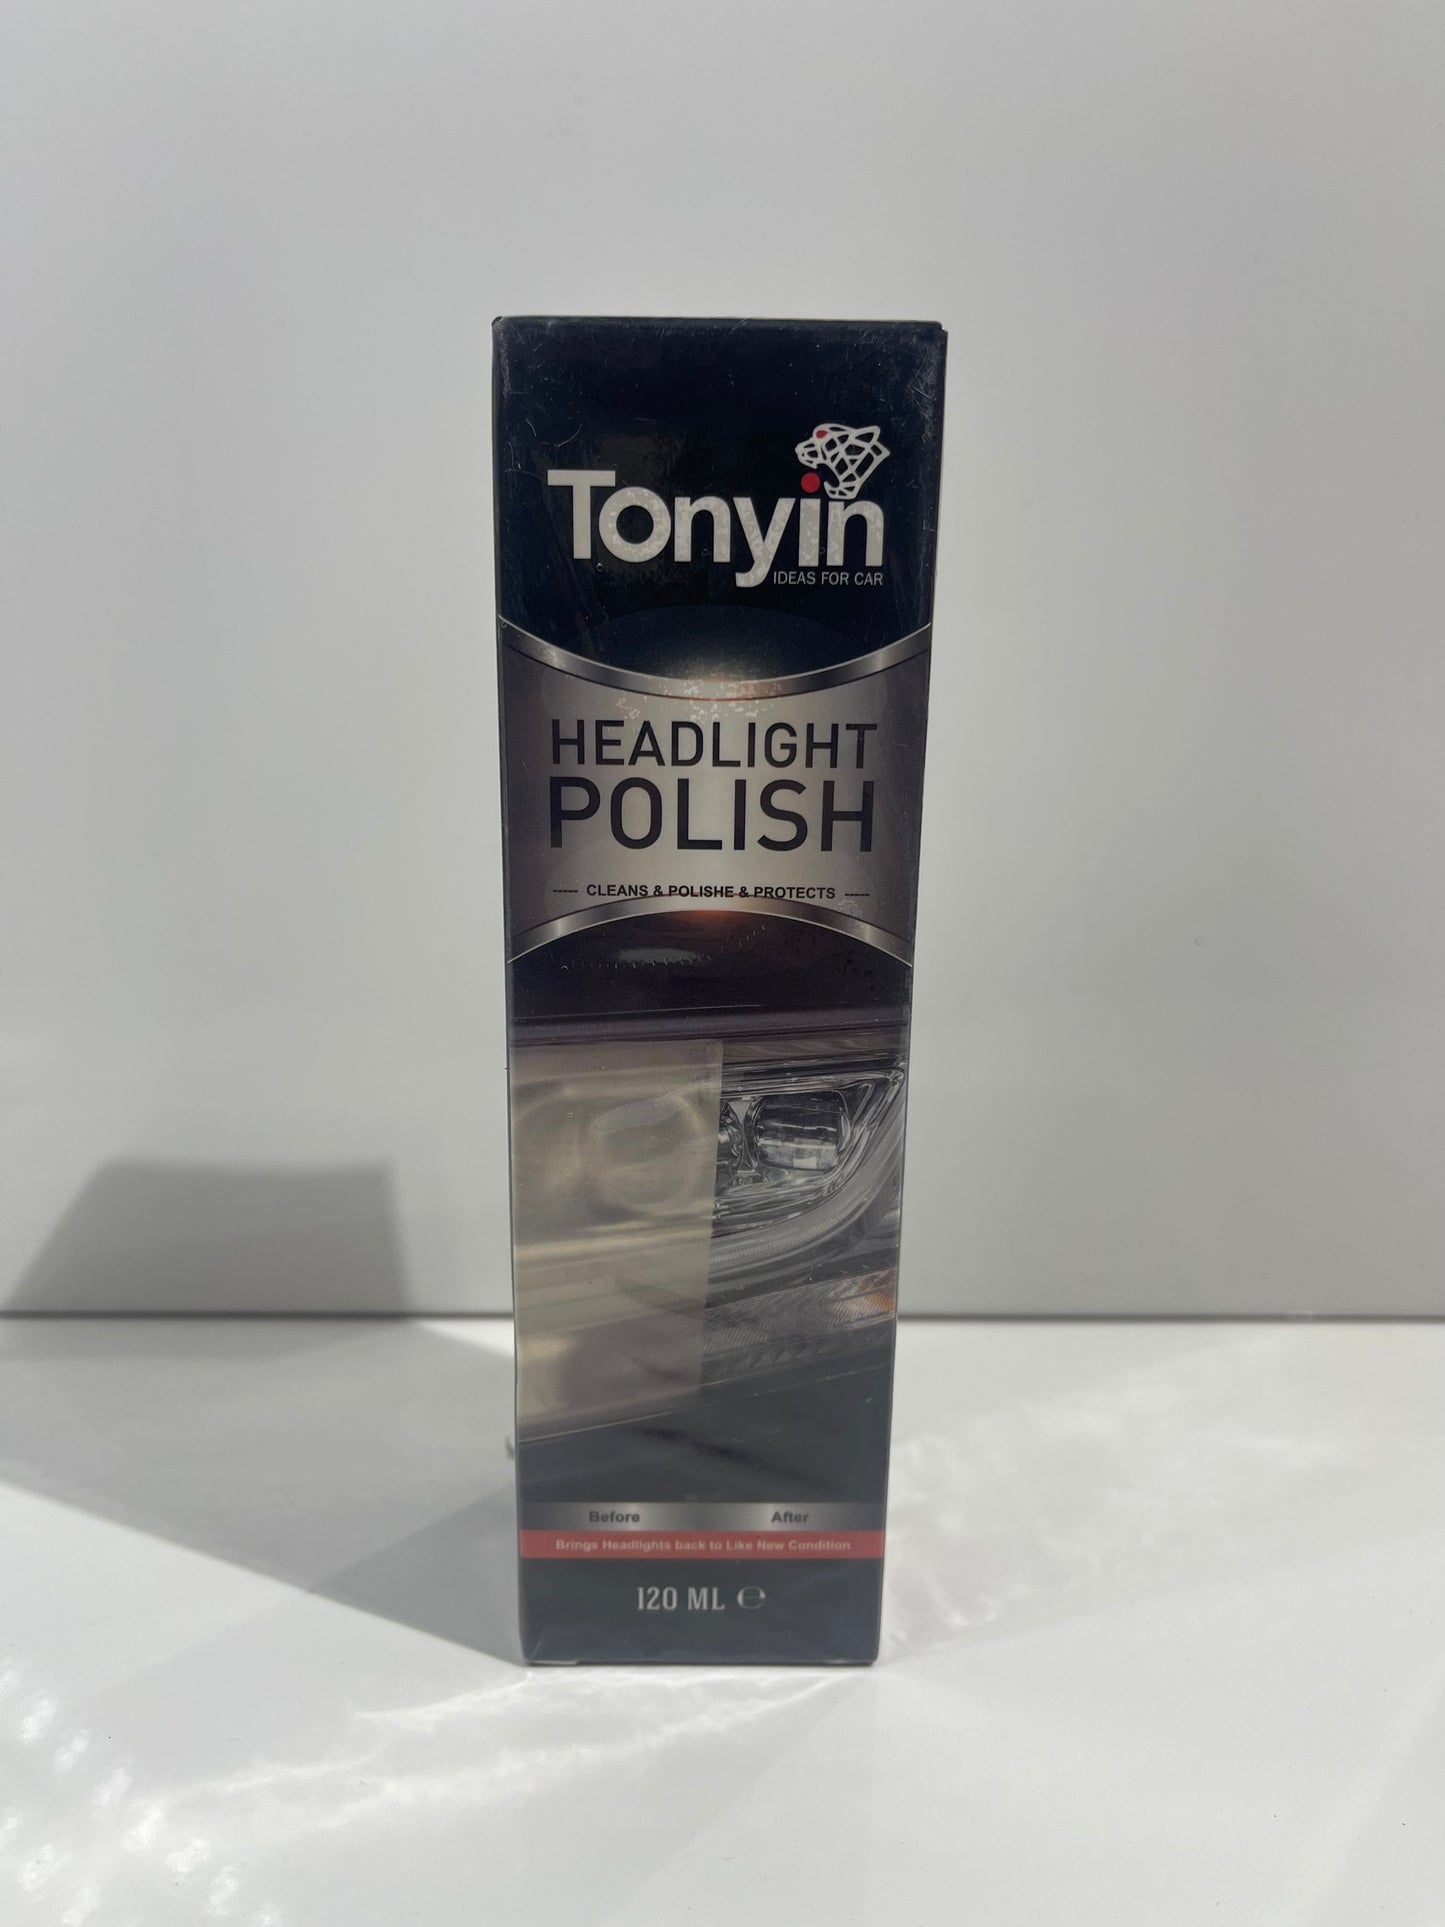 Tonyin
IDEAS FOR CAR
HEADLIGHT
POLISH
----- CLEANS & POLISHE & PROTECTS -----
Before After
Brings Headlights back to Like New Condition
120 ML ℮